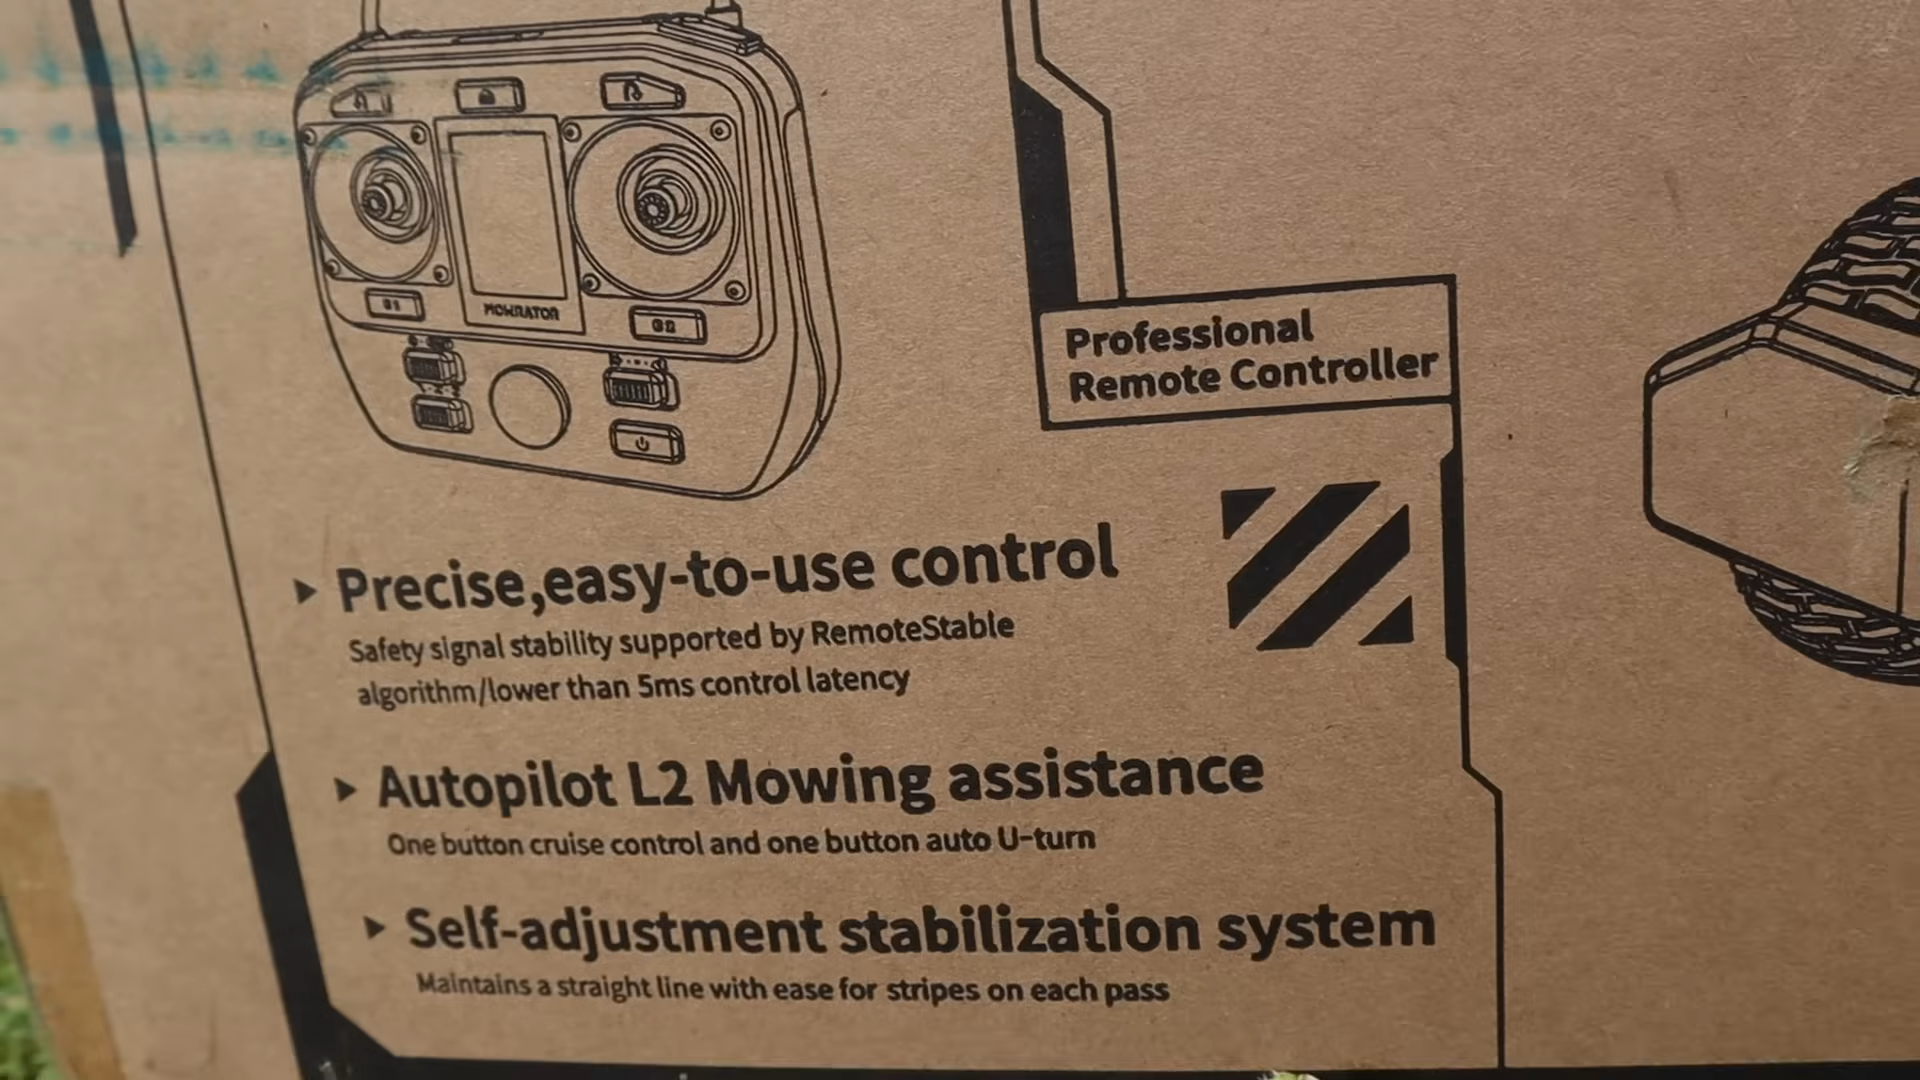 MOWRATOR
G1
G2
Professional
Remote Controller
Precise,easy-to-use control
Safety signal stability supported by RemoteStable
algorithm/lower than 5ms control latency
Autopilot L2 Mowing assistance
One button cruise control and one button auto U-turn
Self-adjustment stabilization system
Maintains a straight line with ease for stripes on each pass